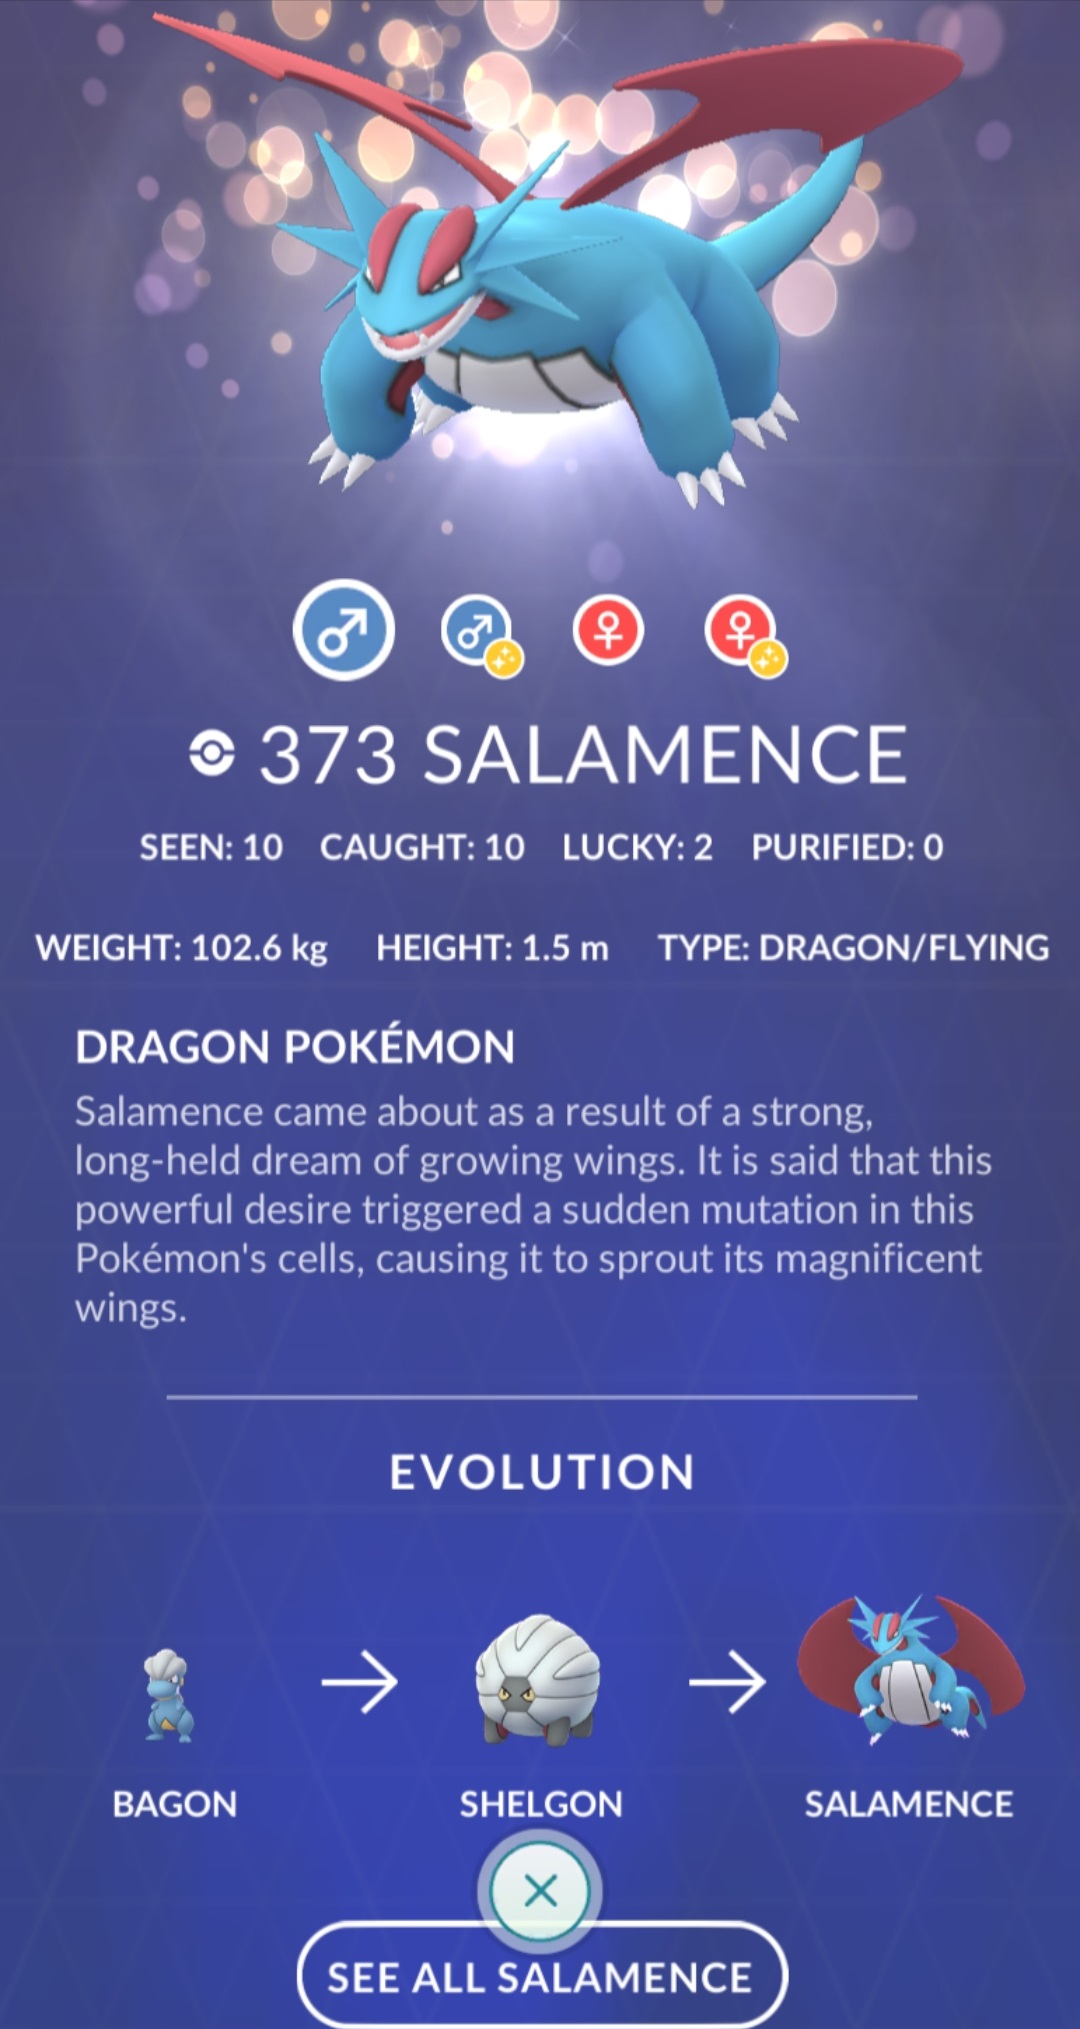 373 SALAMENCE
SEEN: 10 CAUGHT: 10 LUCKY: 2 PURIFIED: 0
WEIGHT: 102.6 kg HEIGHT: 1.5 m TYPE: DRAGON/FLYING
DRAGON POKÉMON
Salamence came about as a result of a strong,
long-held dream of growing wings. It is said that this
powerful desire triggered a sudden mutation in this
Pokémon's cells, causing it to sprout its magnificent
wings.
EVOLUTION
BAGON SHELGON SALAMENCE
SEE ALL SALAMENCE